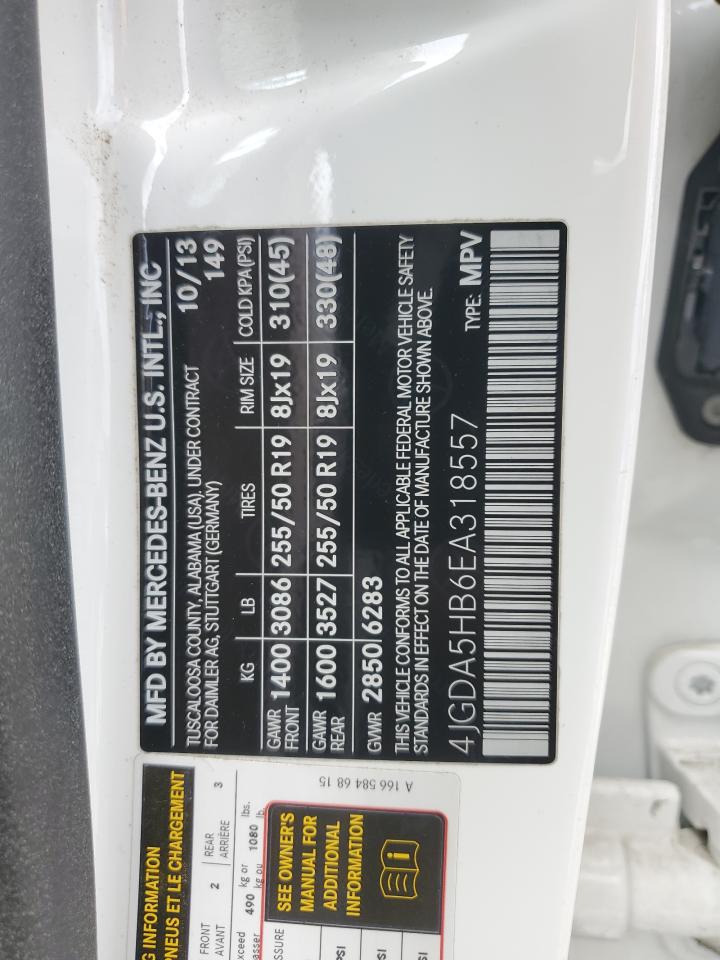 MFD BY MERCEDES-BENZ U.S. INTL., INC
TUSCALOOSA COUNTY, ALABAMA (USA), UNDER CONTRACT 10/13
FOR DAIMLER AG, STUTTGART (GERMANY) 149
KG LB TIRES RIM SIZE COLD KPA(PSI)
GAWR FRONT 1400 3086 255/50 R19 8Jx19 310(45)
GAWR REAR 1600 3527 255/50 R19 8Jx19 330(48)
GVWR 2850 6283
THIS VEHICLE CONFORMS TO ALL APPLICABLE FEDERAL MOTOR VEHICLE SAFETY
STANDARDS IN EFFECT ON THE DATE OF MANUFACTURE SHOWN ABOVE.
4JGDA5HB6EA318557 TYPE: MPV
G INFORMATION
PNEUS ET LE CHARGEMENT
FRONT 2 REAR 3
AVANT ARRIÈRE
490 kg or lbs.
kg ou 1080 lb.
SEE OWNER'S
MANUAL FOR
ADDITIONAL
INFORMATION
A 166 584 68 15